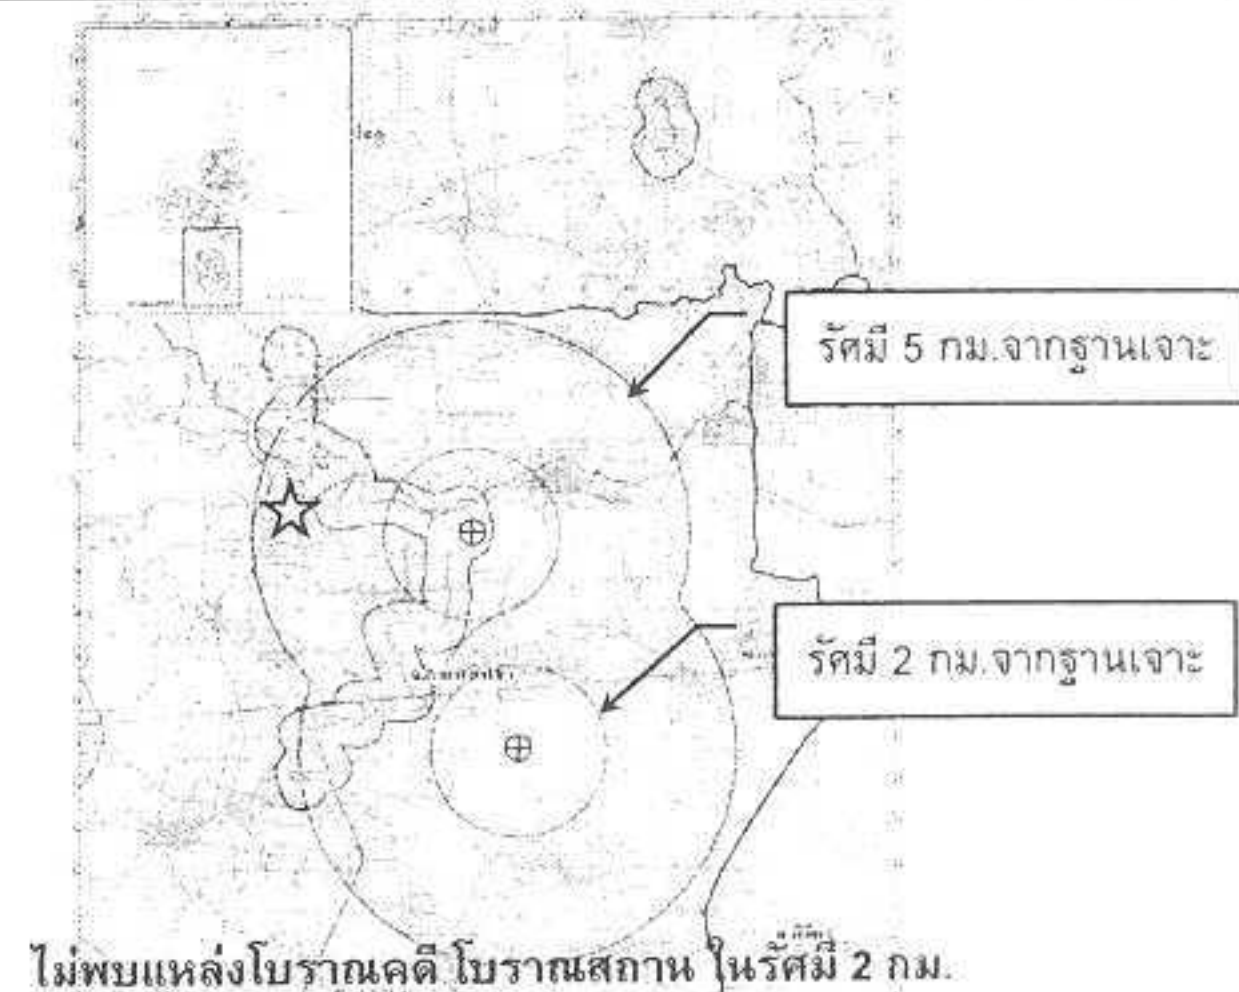 รัศมี 5 กม.จากฐานเจาะ
รัศมี 2 กม.จากฐานเจาะ
ไม่พบแหล่งโบราณคดี โบราณสถาน ในรัศมี 2 กม.